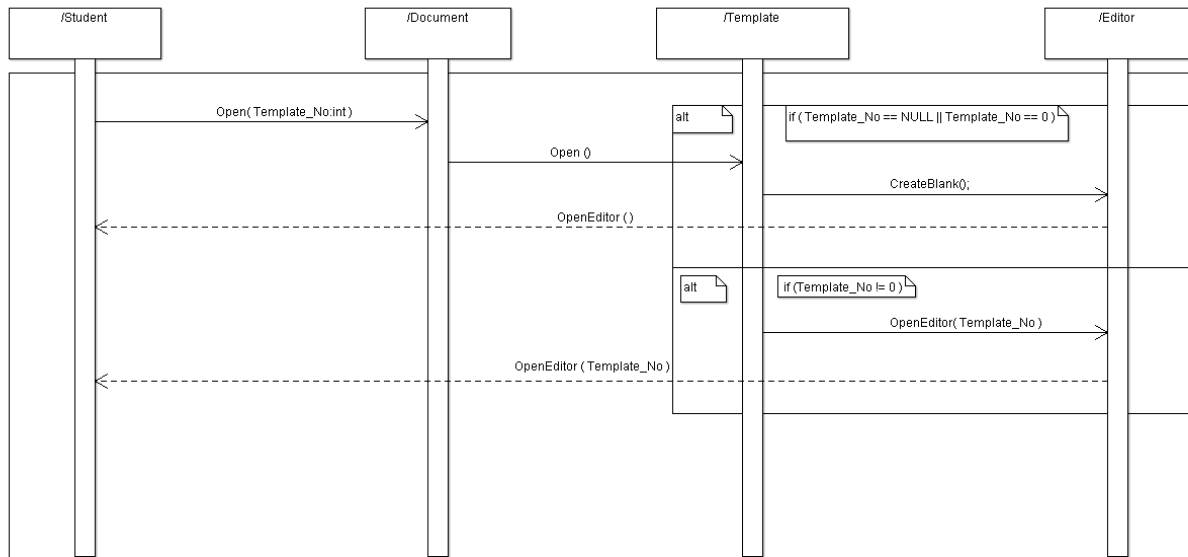 /Student
/Document
/Template
/Editor
Open( Template_No:int )
alt
if ( Template_No == NULL || Template_No == 0 )
Open ()
CreateBlank();
OpenEditor ( )
alt
if (Template_No != 0 )
OpenEditor( Template_No )
OpenEditor ( Template_No )